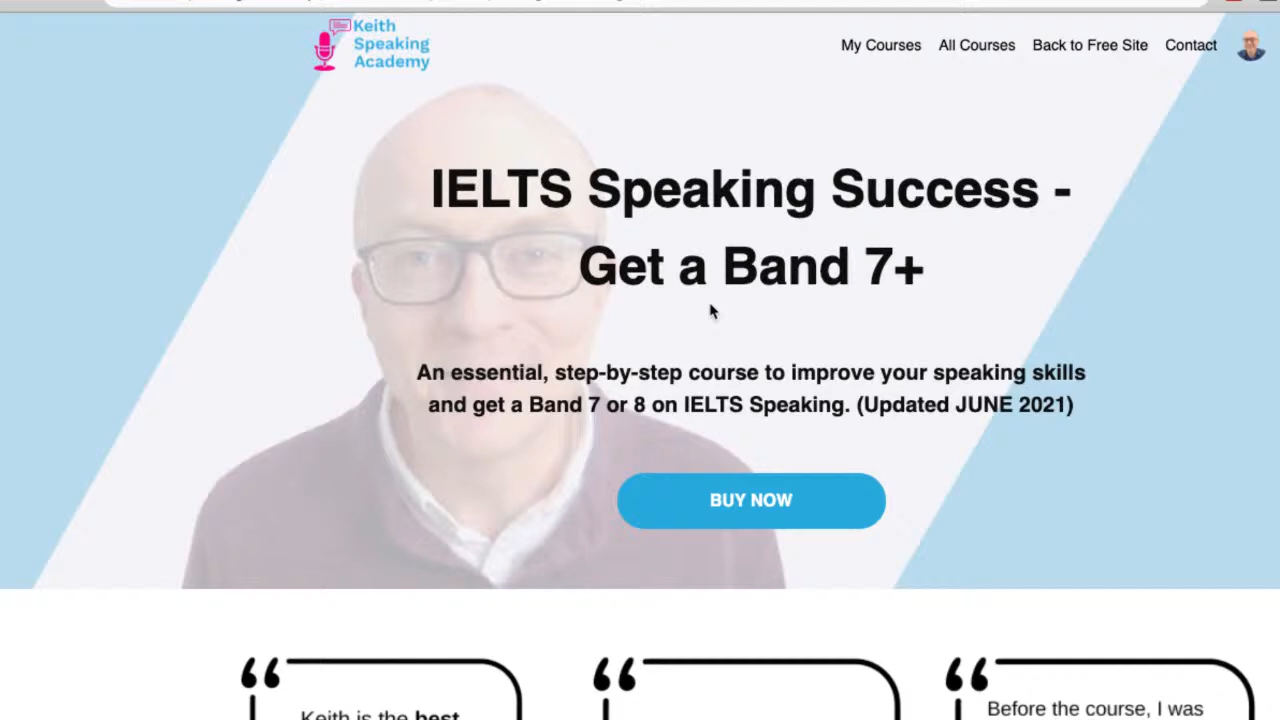 Keith
Speaking
Academy
My Courses All Courses Back to Free Site Contact
IELTS Speaking Success -
Get a Band 7+
An essential, step-by-step course to improve your speaking skills
and get a Band 7 or 8 on IELTS Speaking. (Updated JUNE 2021)
BUY NOW
Keith is the best
Before the course, I was